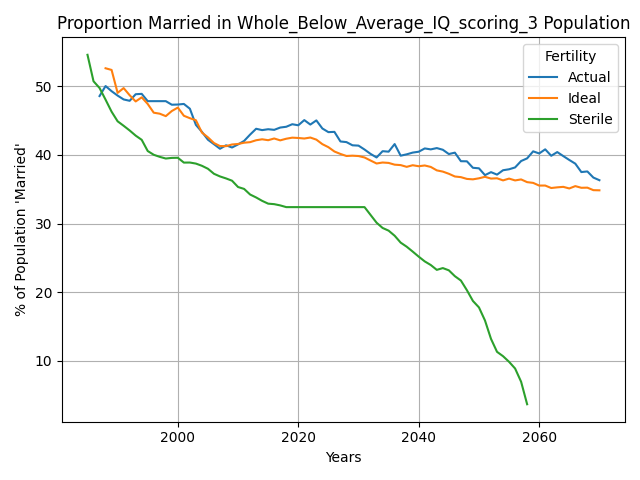 Proportion Married in Whole_Below_Average_IQ_scoring_3 Population
Fertility
Actual
Ideal
Sterile
% of Population 'Married'
50
40
30
20
10
2000 2020 2040 2060
Years